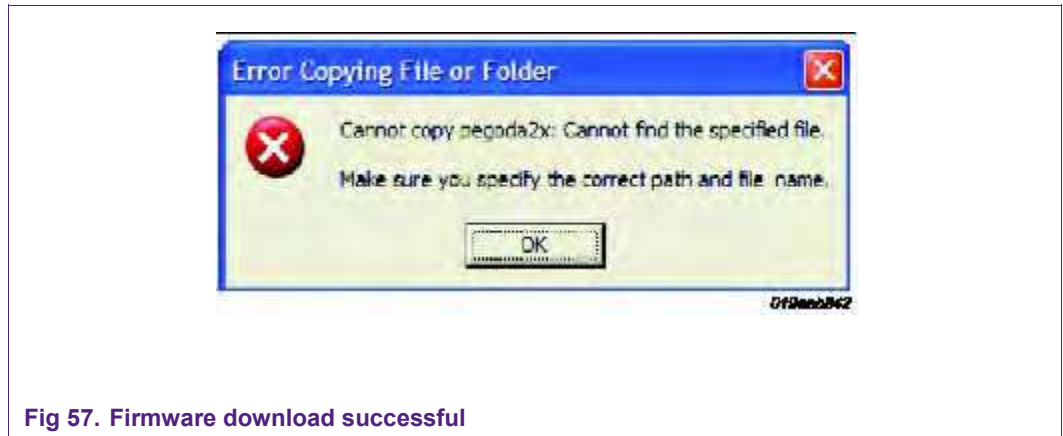 Error Copying File or Folder
Cannot copy pegoda2x: Cannot find the specified file.
Make sure you specify the correct path and file name.
OK
019aab842
Fig 57. Firmware download successful